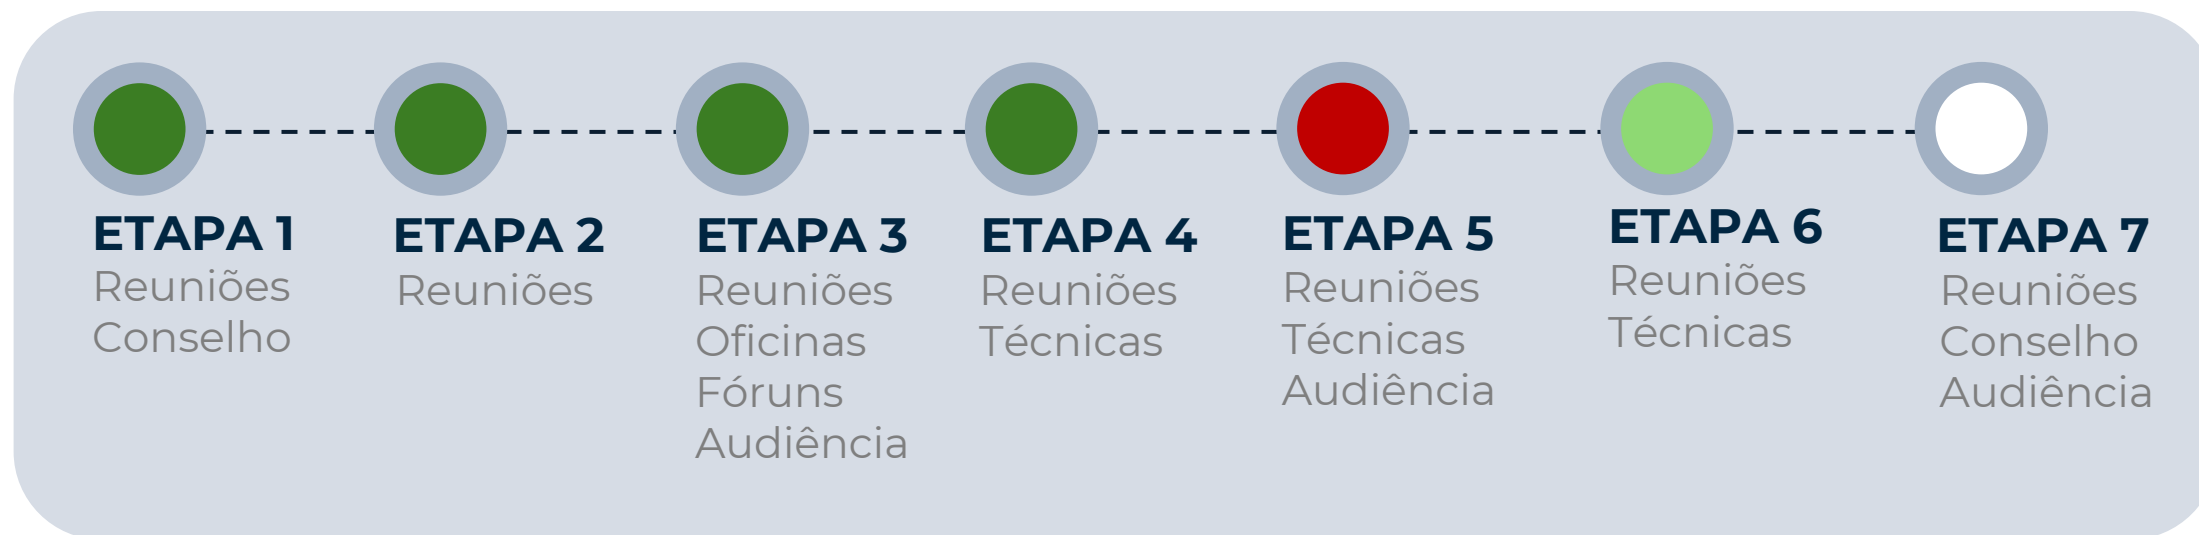 ETAPA 1
Reuniões
Conselho
ETAPA 2
Reuniões
ETAPA 3
Reuniões
Oficinas
Fóruns
Audiência
ETAPA 4
Reuniões
Técnicas
ETAPA 5
Reuniões
Técnicas
Audiência
ETAPA 6
Reuniões
Técnicas
ETAPA 7
Reuniões
Conselho
Audiência